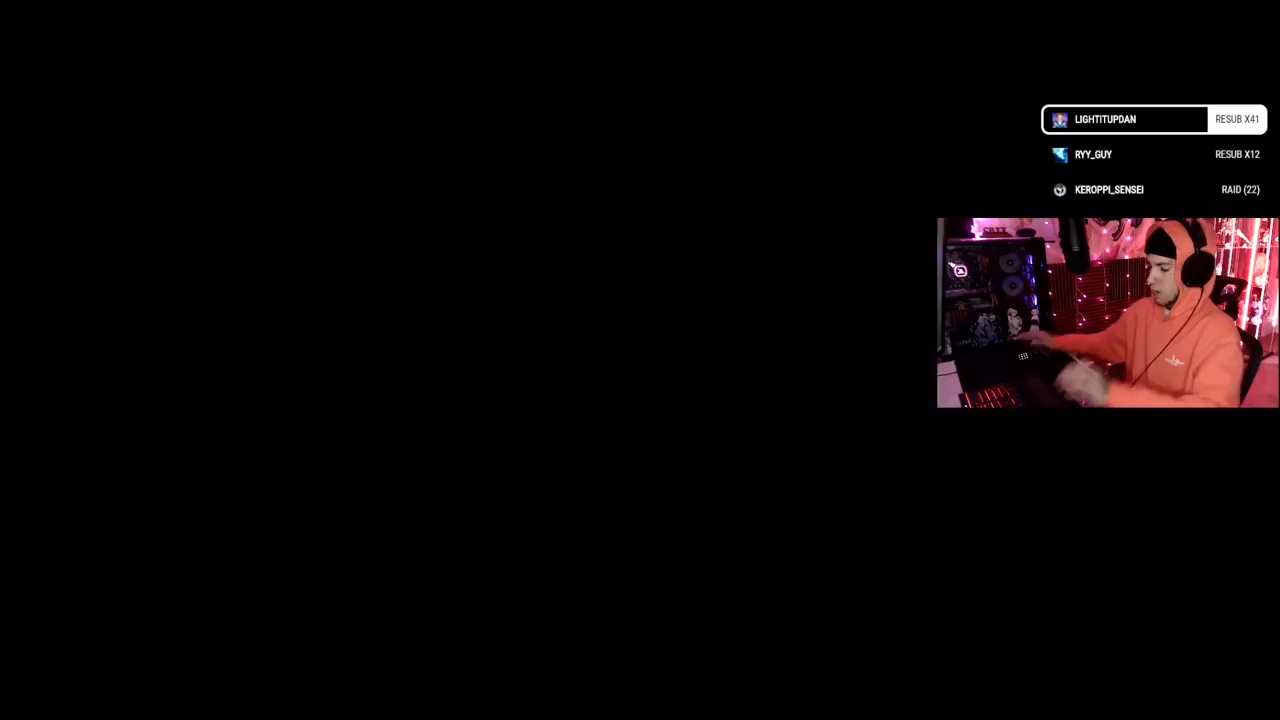 LIGHTITUPDAN RESUB X41
RYY_GUY RESUB X12
KEROPPI_SENSEI RAID (22)